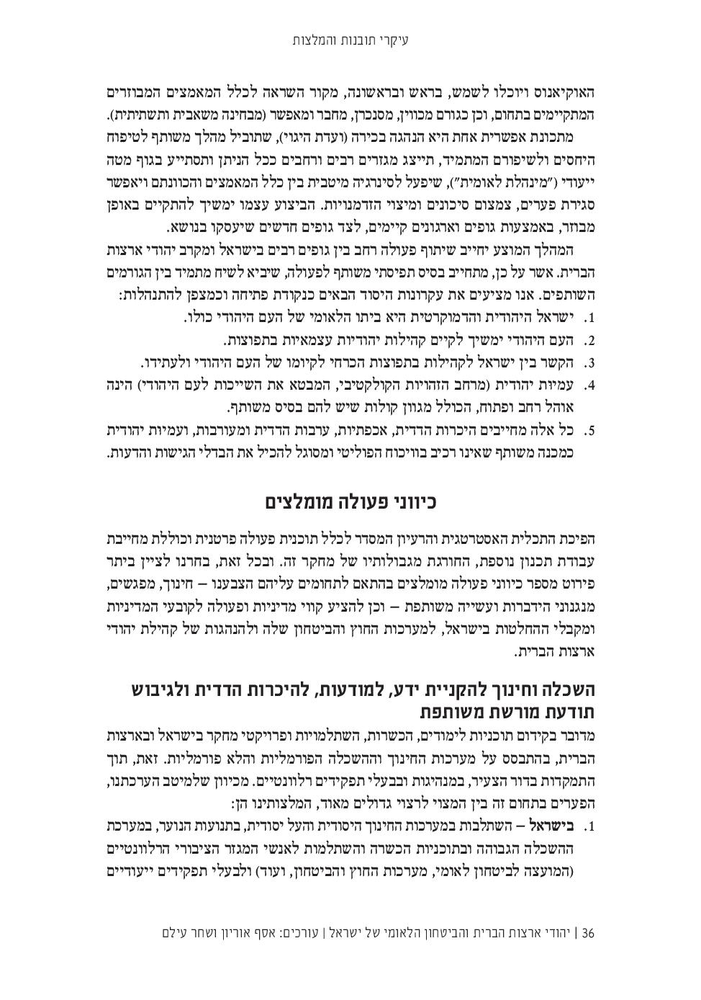 עיקרי תובנות והמלצות
האוקיאנוס ויוכלו לשמש, בראש ובראשונה, מקור השראה לכלל המאמצים המבוזרים
המתקיימים בתחום, וכן כגורם מכווין, מסנכרן, מחבר ומאפשר (מבחינה משאבית ותשתיתית).
מתכונת אפשרית אחת היא הנהגה בכירה (ועדת היגוי), שתוביל מהלך משותף לטיפוח
היחסים ולשיפורם המתמיד, תייצג מגזרים רבים ורחבים ככל הניתן ותסתייע בגוף מטה
ייעודי ("מינהלת לאומית"), שיפעל לסינרגיה מיטבית בין כלל המאמצים והכוונתם ויאפשר
סגירת פערים, צמצום סיכונים ומיצוי הזדמנויות. הביצוע עצמו ימשיך להתקיים באופן
מבוזר, באמצעות גופים וארגונים קיימים, לצד גופים חדשים שיעסקו בנושא.
המהלך המוצע יחייב שיתוף פעולה רחב בין גופים רבים בישראל ומקרב יהודי ארצות
הברית. אשר על כן, מתחייב בסיס תפיסתי משותף לפעולה, שיביא לשיח מתמיד בין הגורמים
השותפים. אנו מציעים את עקרונות היסוד הבאים כנקודת פתיחה וכמצפן להתנהלות:
1. ישראל היהודית והדמוקרטית היא ביתו הלאומי של העם היהודי כולו.
2. העם היהודי ימשיך לקיים קהילות יהודיות עצמאיות בתפוצות.
3. הקשר בין ישראל לקהילות בתפוצות הכרחי לקיומו של העם היהודי ולעתידו.
4. עמיוּת יהודית (מרחב הזהויות הקולקטיבי, המבטא את השייכות לעם היהודי) הינה
אוהל רחב ופתוח, הכולל מגוון קולות שיש להם בסיס משותף.
5. כל אלה מחייבים היכרות הדדית, אכפתיות, ערבות הדדית ומעורבות, ועמיוּת יהודית
כמכנה משותף שאינו רכיב בוויכוח הפוליטי ומסוגל להכיל את הבדלי הגישות והדעות.
כיווני פעולה מומלצים
הפיכת התכלית האסטרטגית והרעיון המסדר לכלל תוכנית פעולה פרטנית וכוללת מחייבת
עבודת תכנון נוספת, החורגת מגבולותיו של מחקר זה. ובכל זאת, בחרנו לציין ביתר
פירוט מספר כיווני פעולה מומלצים בהתאם לתחומים עליהם הצבענו – חינוך, מפגשים,
מנגנוני הידברות ועשייה משותפת – וכן להציע קווי מדיניות ופעולה לקובעי המדיניות
ומקבלי ההחלטות בישראל, למערכות החוץ והביטחון שלה ולהנהגות של קהילת יהודי
ארצות הברית.
השכלה וחינוך להקניית ידע, למודעות, להיכרות הדדית ולגיבוש
תודעת מורשת משותפת
מדובר בקידום תוכניות לימודים, הכשרות, השתלמויות ופרויקטי מחקר בישראל ובארצות
הברית, בהתבסס על מערכות החינוך וההשכלה הפורמליות והלא פורמליות. זאת, תוך
התמקדות בדור הצעיר, במנהיגות ובבעלי תפקידים רלוונטיים. מכיוון שלמיטב הערכתנו,
הפערים בתחום זה בין המצוי לרצוי גדולים מאוד, המלצותינו הן:
1. בישראל – השתלבות במערכות החינוך היסודית והעל יסודית, בתנועות הנוער, במערכת
ההשכלה הגבוהה ובתוכניות הכשרה והשתלמות לאנשי המגזר הציבורי הרלוונטיים
(המועצה לביטחון לאומי, מערכות החוץ והביטחון, ועוד) ולבעלי תפקידים ייעודיים
36 | יהודי ארצות הברית והביטחון הלאומי של ישראל | עורכים: אסף אוריון ושחר עילם